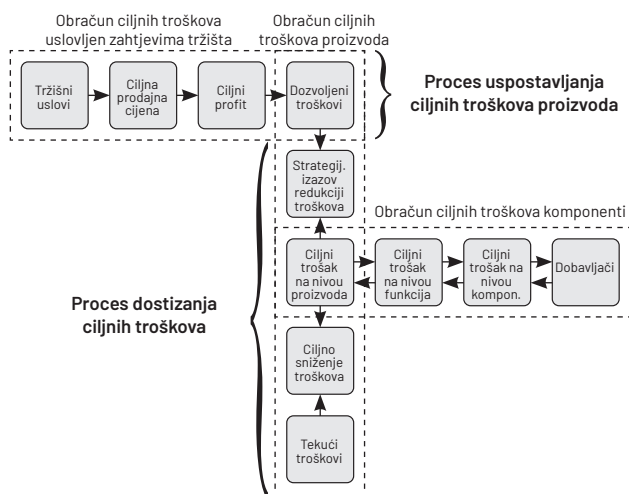 Obračun ciljnih troškova
uslovljen zahtjevima tržišta
Obračun ciljnih
troškova proizvoda
Tržišni
uslovi
Ciljna
prodajna
cijena
Ciljni
profit
Dozvoljeni
troškovi
Proces uspostavljanja
ciljnih troškova proizvoda
Strategij.
izazov
redukciji
troškova
Obračun ciljnih troškova komponenti
Ciljni
trošak
na nivou
proizvoda
Ciljni
trošak
na nivou
funkcija
Ciljni
trošak na
nivou
kompon.
Dobavljači
Proces dostizanja
ciljnih troškova
Ciljno
sniženje
troškova
Tekući
troškovi